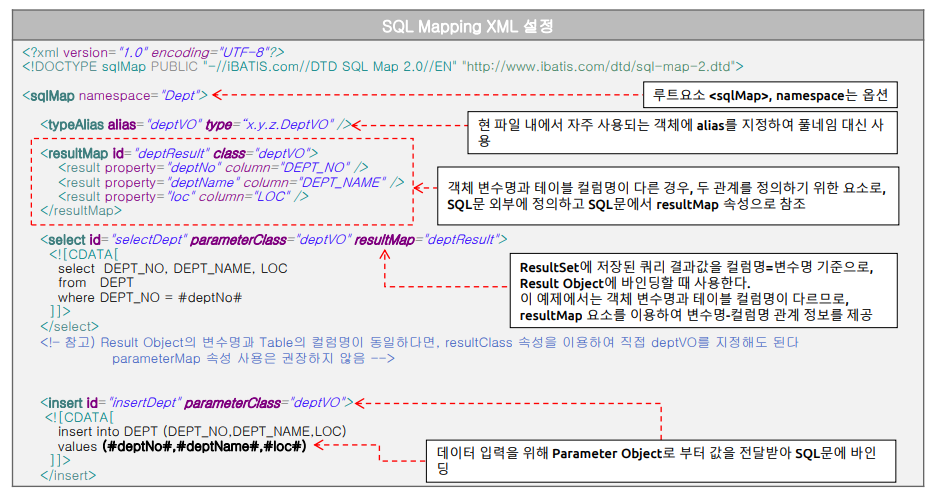 SQL Mapping XML 설정
<?xml version="1.0" encoding="UTF-8"?>
<!DOCTYPE sqlMap PUBLIC "-//iBATIS.com//DTD SQL Map 2.0//EN" "http://www.ibatis.com/dtd/sql-map-2.dtd">
<sqlMap namespace="Dept">
루트요소 <sqlMap>, namespace는 옵션
<typeAlias alias="deptVO" type=“x.y.z.DeptVO" />
현 파일 내에서 자주 사용되는 객체에 alias를 지정하여 풀네임 대신 사
용
<resultMap id="deptResult" class="deptVO">
<result property="deptNo" column="DEPT_NO" />
<result property="deptName" column="DEPT_NAME" />
<result property="loc" column="LOC" />
</resultMap>
객체 변수명과 테이블 컬럼명이 다른 경우, 두 관계를 정의하기 위한 요소로,
SQL문 외부에 정의하고 SQL문에서 resultMap 속성으로 참조
<select id="selectDept" parameterClass="deptVO" resultMap="deptResult">
<![CDATA[
select DEPT_NO, DEPT_NAME, LOC
from DEPT
where DEPT_NO = #deptNo#
]]>
</select>
ResultSet에 저장된 쿼리 결과값을 컬럼명=변수명 기준으로,
Result Object에 바인딩할 때 사용한다.
이 예제에서는 객체 변수명과 테이블 컬럼명이 다르므로,
resultMap 요소를 이용하여 변수명-컬럼명 관계 정보를 제공
<!- 참고) Result Object의 변수명과 Table의 컬럼명이 동일하다면, resultClass 속성을 이용하여 직접 deptVO를 지정해도 된다
parameterMap 속성 사용은 권장하지 않음 -->
<insert id="insertDept" parameterClass="deptVO">
<![CDATA[
insert into DEPT (DEPT_NO,DEPT_NAME,LOC)
values (#deptNo#,#deptName#,#loc#)
]]>
</insert>
데이터 입력을 위해 Parameter Object로 부터 값을 전달받아 SQL문에 바인
딩